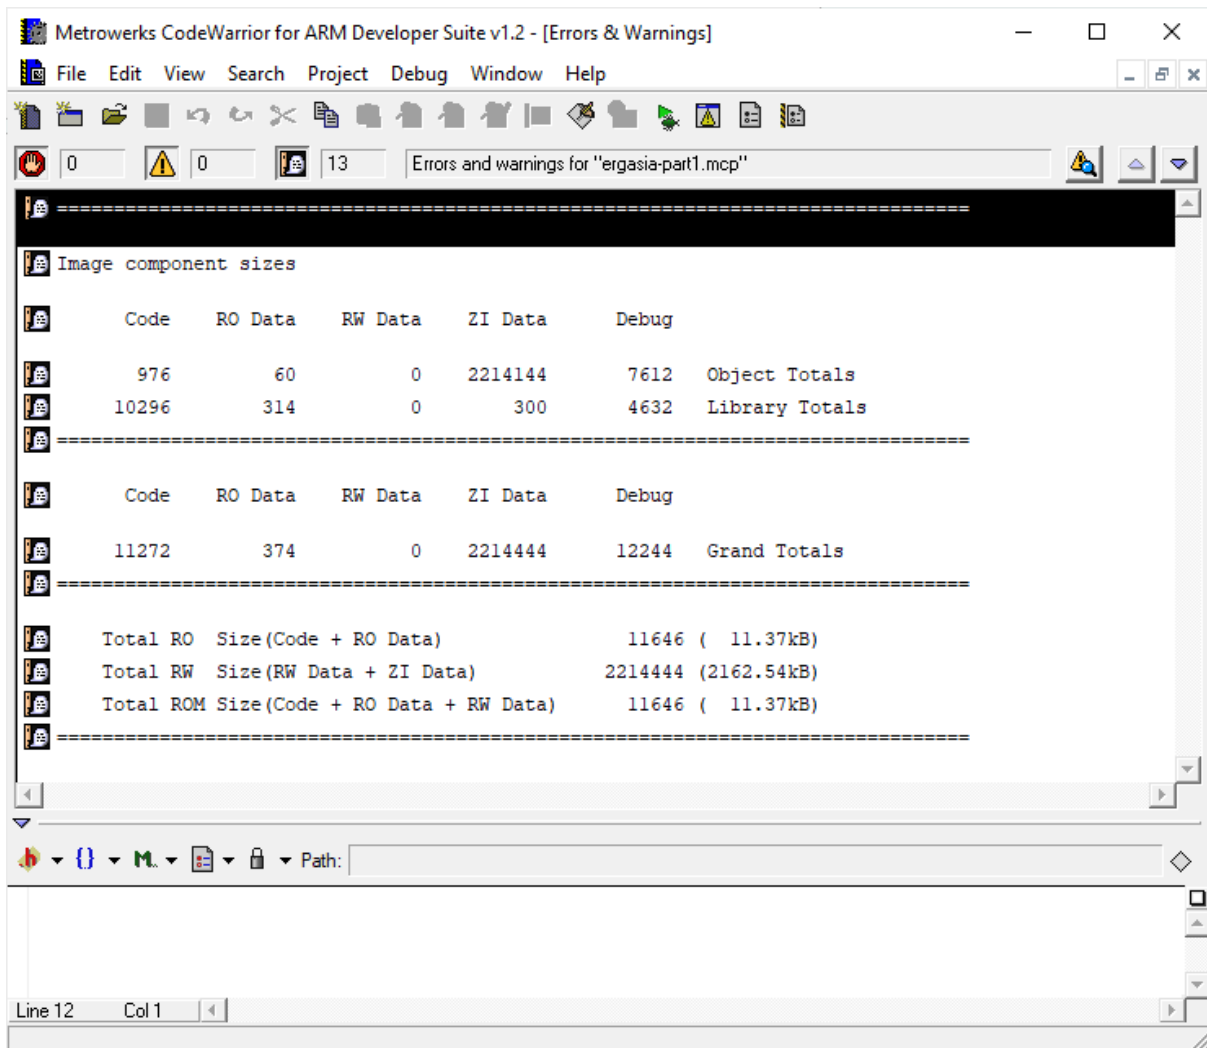 Metrowerks CodeWarrior for ARM Developer Suite v1.2 - [Errors & Warnings]
File Edit View Search Project Debug Window Help
0 0 13 Errors and warnings for "ergasia-part1.mcp"
================================================================================
Image component sizes
Code RO Data RW Data ZI Data Debug
976 60 0 2214144 7612 Object Totals
10296 314 0 300 4632 Library Totals
================================================================================
Code RO Data RW Data ZI Data Debug
11272 374 0 2214444 12244 Grand Totals
================================================================================
Total RO Size(Code + RO Data) 11646 ( 11.37kB)
Total RW Size(RW Data + ZI Data) 2214444 (2162.54kB)
Total ROM Size(Code + RO Data + RW Data) 11646 ( 11.37kB)
================================================================================
h {} M.. Path:
Line 12 Col 1